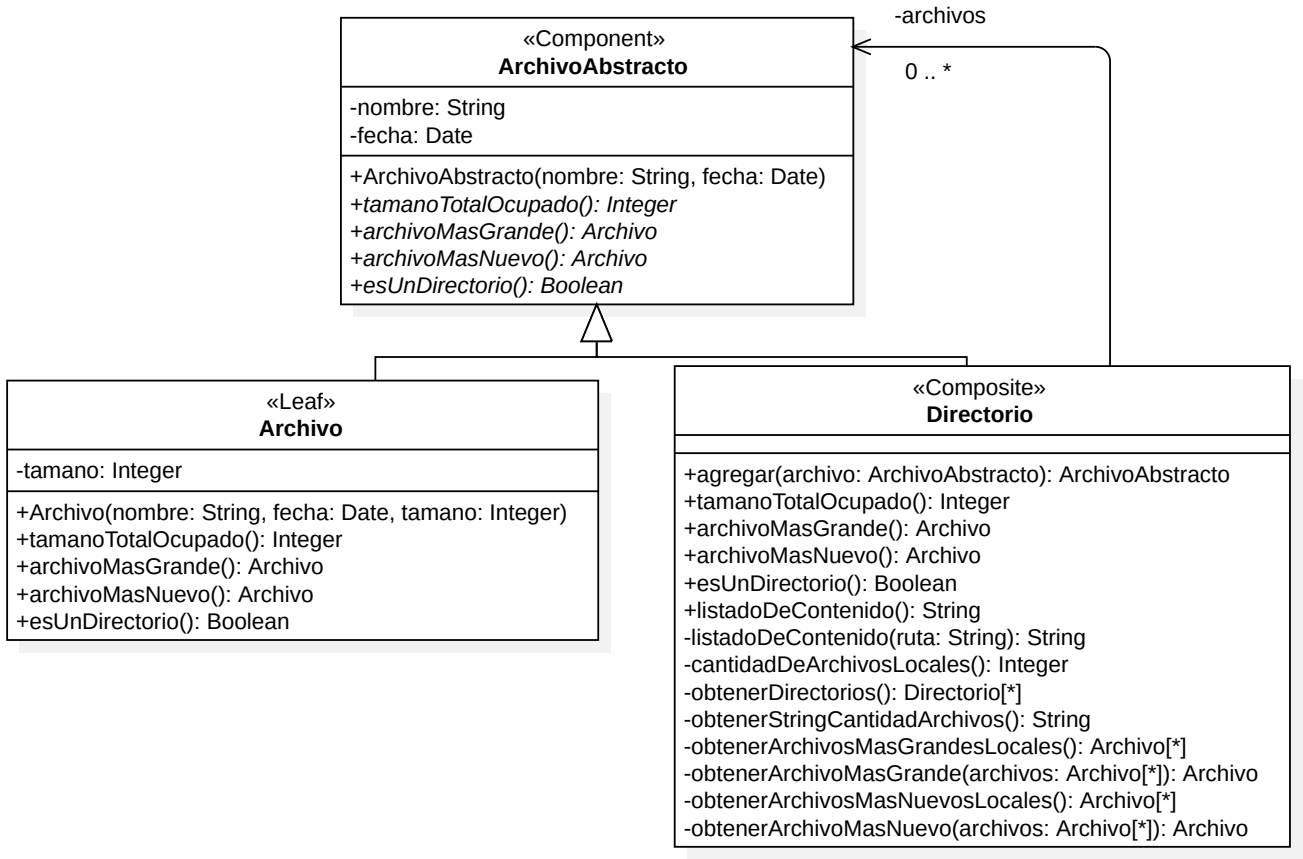 -archivos
0 .. *
«Component»
ArchivoAbstracto
-nombre: String
-fecha: Date
+ArchivoAbstracto(nombre: String, fecha: Date)
+tamanoTotalOcupado(): Integer
+archivoMasGrande(): Archivo
+archivoMasNuevo(): Archivo
+esUnDirectorio(): Boolean
«Leaf»
Archivo
-tamano: Integer
+Archivo(nombre: String, fecha: Date, tamano: Integer)
+tamanoTotalOcupado(): Integer
+archivoMasGrande(): Archivo
+archivoMasNuevo(): Archivo
+esUnDirectorio(): Boolean
«Composite»
Directorio
+agregar(archivo: ArchivoAbstracto): ArchivoAbstracto
+tamanoTotalOcupado(): Integer
+archivoMasGrande(): Archivo
+archivoMasNuevo(): Archivo
+esUnDirectorio(): Boolean
+listadoDeContenido(): String
-listadoDeContenido(ruta: String): String
-cantidadDeArchivosLocales(): Integer
-obtenerDirectorios(): Directorio[*]
-obtenerStringCantidadArchivos(): String
-obtenerArchivosMasGrandesLocales(): Archivo[*]
-obtenerArchivoMasGrande(archivos: Archivo[*]): Archivo
-obtenerArchivosMasNuevosLocales(): Archivo[*]
-obtenerArchivoMasNuevo(archivos: Archivo[*]): Archivo